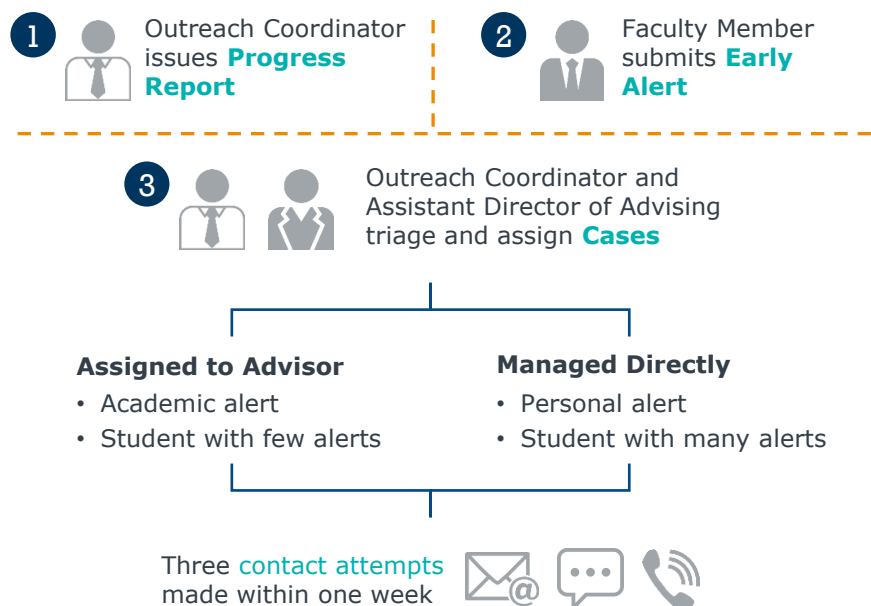 1
Outreach Coordinator
issues Progress
Report
2
Faculty Member
submits Early
Alert
3
Outreach Coordinator and
Assistant Director of Advising
triage and assign Cases
Assigned to Advisor
• Academic alert
• Student with few alerts
Managed Directly
• Personal alert
• Student with many alerts
Three contact attempts
made within one week
@